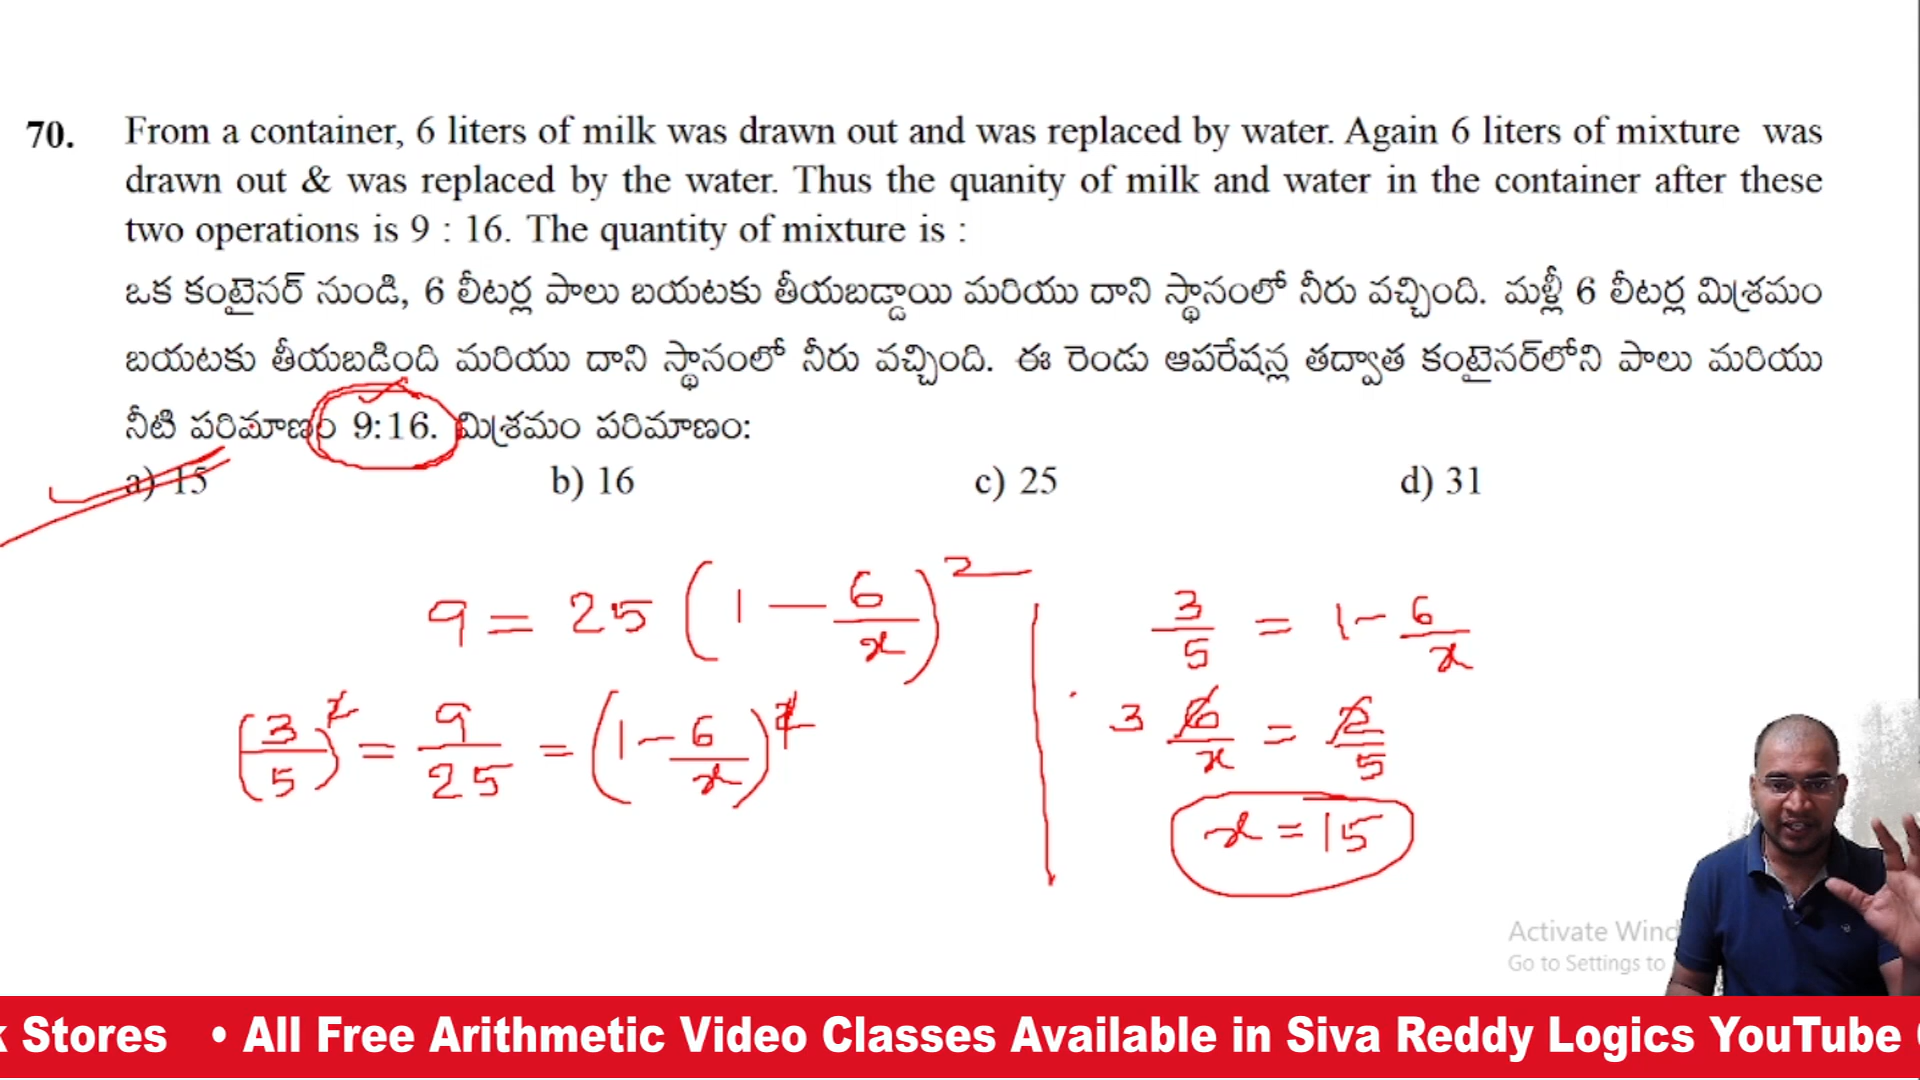 70. From a container, 6 liters of milk was drawn out and was replaced by water. Again 6 liters of mixture was
drawn out & was replaced by the water. Thus the quanity of milk and water in the container after these
two operations is 9 : 16. The quantity of mixture is :
ఒక కంటైనర్ నుండి, 6 లీటర్ల పాలు బయటకు తీయబడ్డాయి మరియు దాని స్థానంలో నీరు వచ్చింది. మళ్లీ 6 లీటర్ల మిశ్రమం
బయటకు తీయబడింది మరియు దాని స్థానంలో నీరు వచ్చింది. ఈ రెండు ఆపరేషన్ల తద్వాత కంటైనర్‌లోని పాలు మరియు
నీటి పరిమాణం 9:16. మిశ్రమం పరిమాణం:
a) 15 b) 16 c) 25 d) 31
9 = 25 (1 - 6/x)^2
(3/5)^2 = 9/25 = (1 - 6/x)^2
3/5 = 1 - 6/x
3 6/x = 2/5
x = 15
Activate Wind
Go to Settings to
k Stores • All Free Arithmetic Video Classes Available in Siva Reddy Logics YouTube